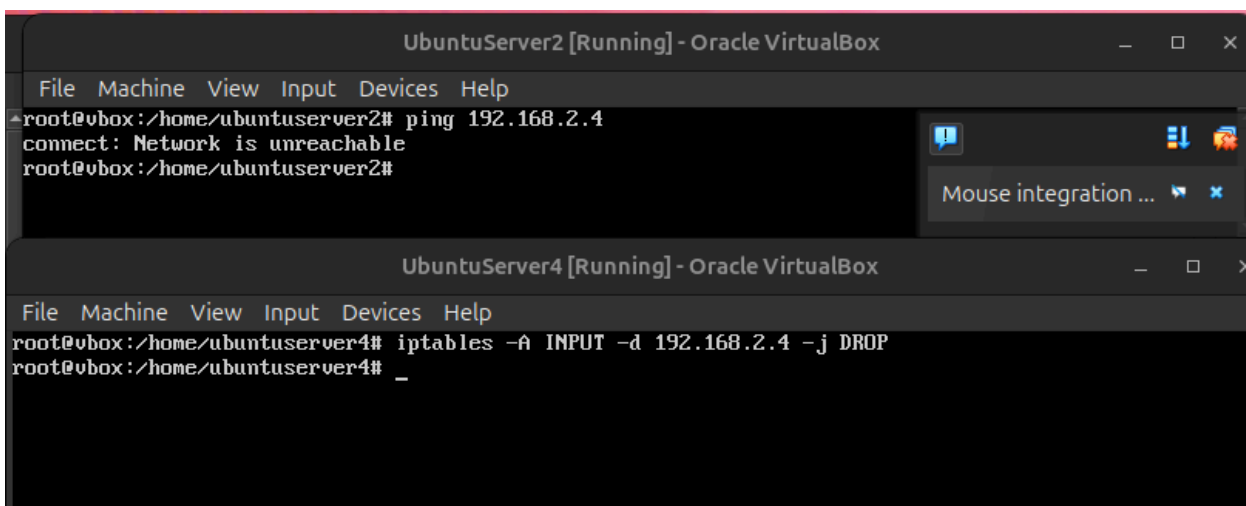 UbuntuServer2 [Running] - Oracle VirtualBox
File Machine View Input Devices Help
root@vbox:/home/ubuntuserver2# ping 192.168.2.4
connect: Network is unreachable
root@vbox:/home/ubuntuserver2#
Mouse integration ...
UbuntuServer4 [Running] - Oracle VirtualBox
File Machine View Input Devices Help
root@vbox:/home/ubuntuserver4# iptables -A INPUT -d 192.168.2.4 -j DROP
root@vbox:/home/ubuntuserver4# _